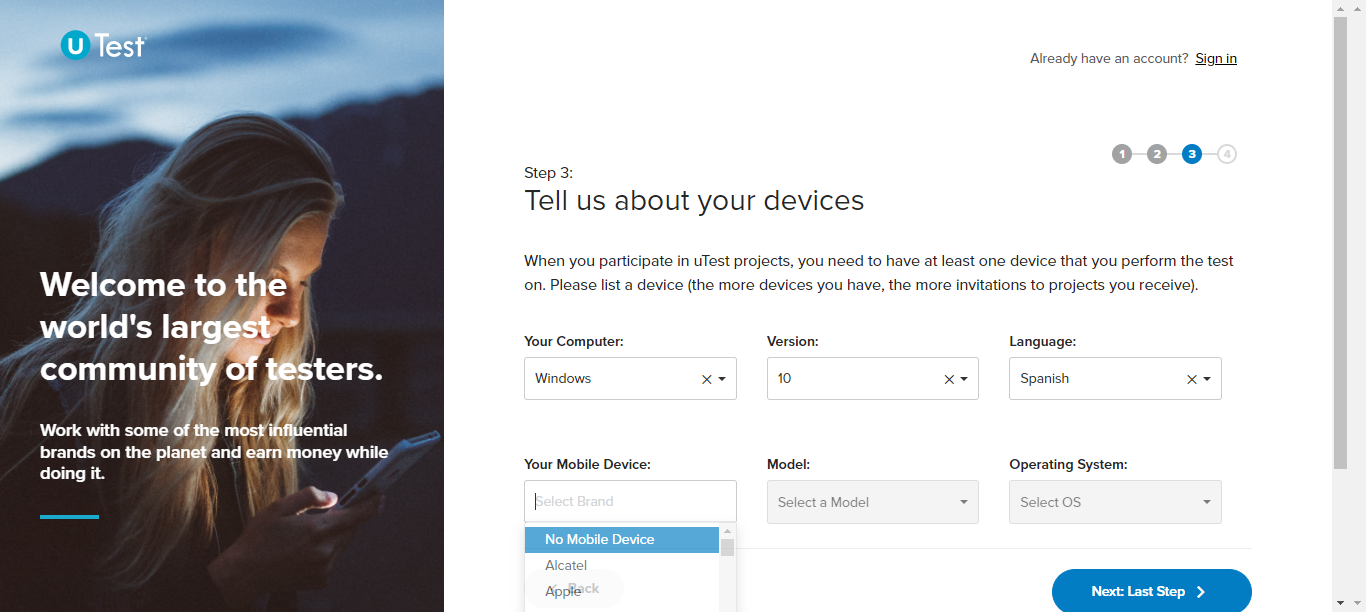 U Test
Already have an account? Sign in
1 2 3 4
Step 3:
Tell us about your devices
Welcome to the
world's largest
community of testers.
Work with some of the most influential
brands on the planet and earn money while
doing it.
When you participate in uTest projects, you need to have at least one device that you perform the test
on. Please list a device (the more devices you have, the more invitations to projects you receive).
Your Computer: Version: Language:
Windows 10 Spanish
Your Mobile Device: Model: Operating System:
Select Brand Select a Model Select OS
No Mobile Device
Alcatel
Apple
Back
Next: Last Step